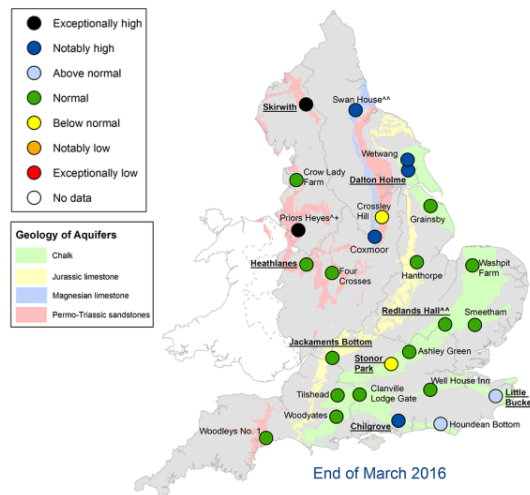 Exceptionally high
Notably high
Above normal
Normal
Below normal
Notably low
Exceptionally low
No data
Geology of Aquifers
Chalk
Jurassic limestone
Magnesian limestone
Permo-Triassic sandstones
Skirwith
Swan House^^
Wetwang
Dalton Holme
Crow Lady
Farm
Crossley
Hill
Grainsby
Priors Heyes^+
Coxmoor
Heathlanes
Four
Crosses
Hanthorpe
Washpit
Farm
Redlands Hall^^
Smeetham
Jackaments Bottom
Stonor
Park
Ashley Green
Well House Inn
Little
Bucke
Tilshead
Clanville
Lodge Gate
Woodyates
Chilgrove
Houndean Bottom
Woodleys No. 1
End of March 2016